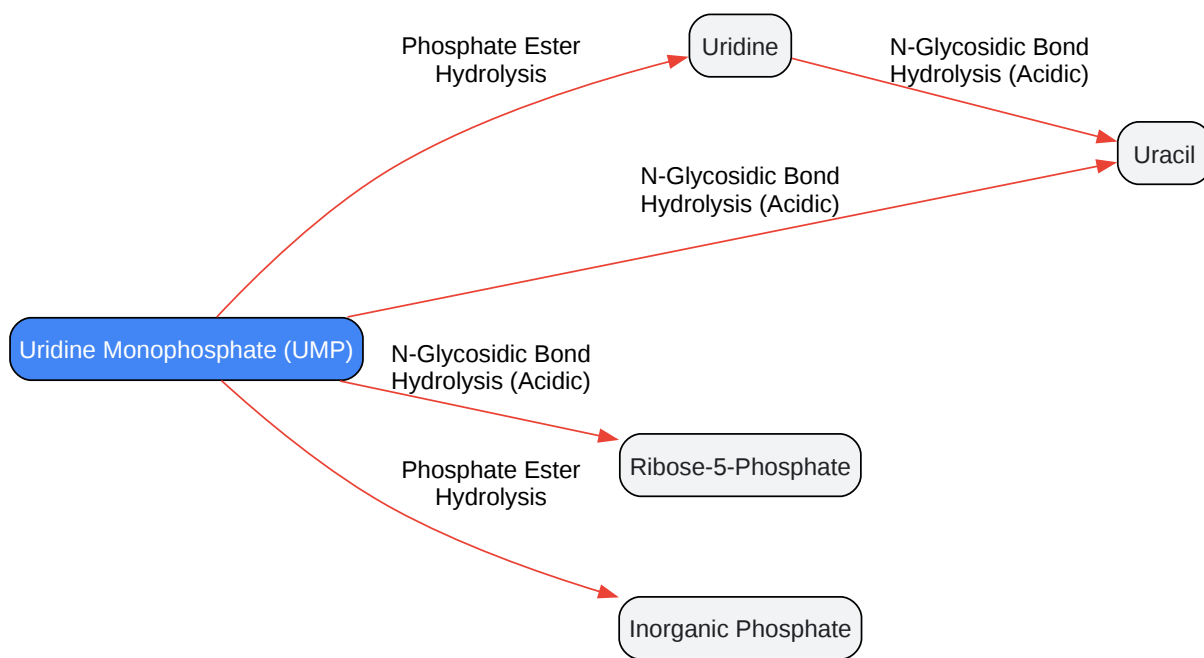 Phosphate Ester
Hydrolysis
Uridine
N-Glycosidic Bond
Hydrolysis (Acidic)
Uracil
N-Glycosidic Bond
Hydrolysis (Acidic)
Uridine Monophosphate (UMP)
N-Glycosidic Bond
Hydrolysis (Acidic)
Ribose-5-Phosphate
Phosphate Ester
Hydrolysis
Inorganic Phosphate